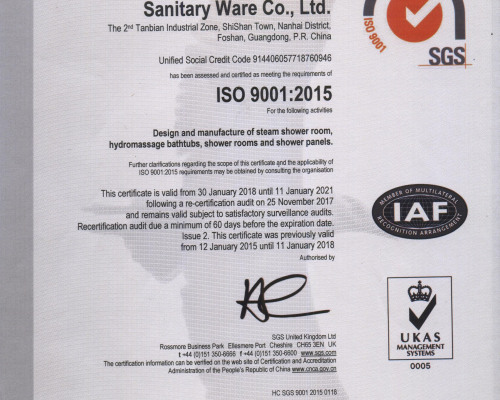 Sanitary Ware Co., Ltd.
The 2nd Tanbian Industrial Zone, ShiShan Town, Nanhai District,
Foshan, Guangdong, P.R. China
Unified Social Credit Code 914406057718760946
has been assessed and certified as meeting the requirements of
ISO 9001:2015
For the following activities
Design and manufacture of steam shower room,
hydromassage bathtubs, shower rooms and shower panels.
Further clarifications regarding the scope of this certificate and the applicability of
ISO 9001:2015 requirements may be obtained by consulting the organisation
This certificate is valid from 30 January 2018 until 11 January 2021
following a re-certification audit on 25 November 2017
and remains valid subject to satisfactory surveillance audits.
Recertification audit due a minimum of 60 days before the expiration date.
Issue 2. This certificate was previously valid
from 12 January 2015 until 11 January 2018
Authorised by
SGS United Kingdom Ltd
Rossmore Business Park Ellesmere Port Cheshire CH65 3EN UK
t +44 (0)151 350-6666 f +44 (0)151 350-6600 www.sgs.com
The certification information can be verified on the web site of Certification and Accreditation
Administration of the People's Republic of China www.cnca.gov.cn
HC SGS 9001 2015 0118
ISO 9001
SGS
MEMBER OF MULTILATERAL
IAF
RECOGNITION ARRANGEMENT
UKAS
MANAGEMENT
SYSTEMS
0005